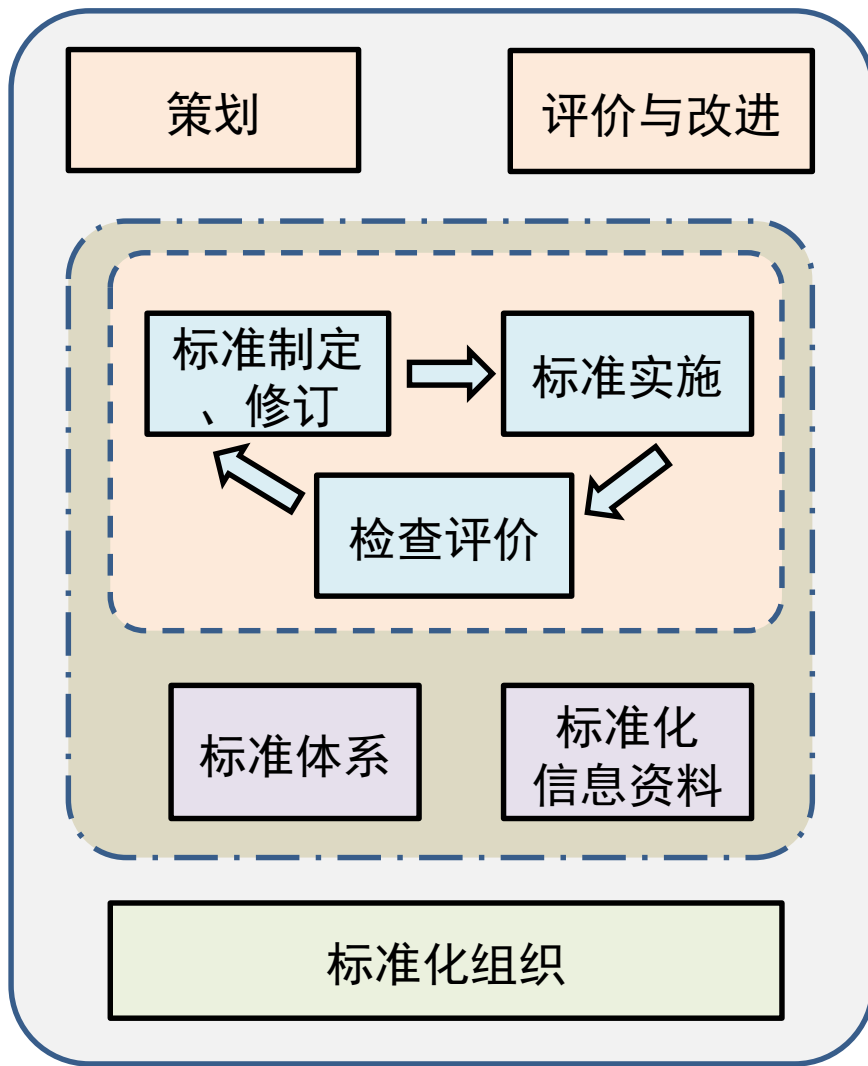 策划
评价与改进
标准制定
、修订
标准实施
检查评价
标准体系
标准化
信息资料
标准化组织